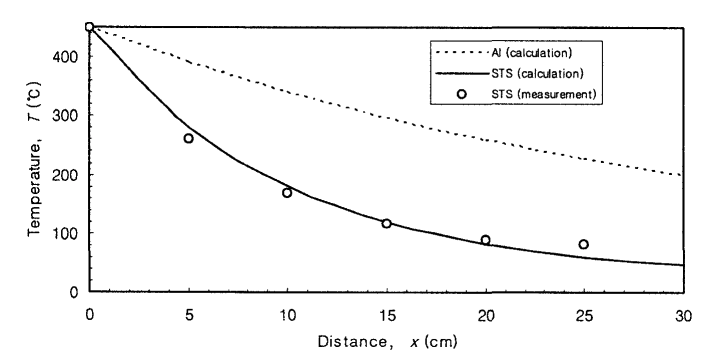 400
300
200
100
0
Temperature, T (℃)
Al (calculation)
STS (calculation)
STS (measurement)
0 5 10 15 20 25 30
Distance, x (cm)